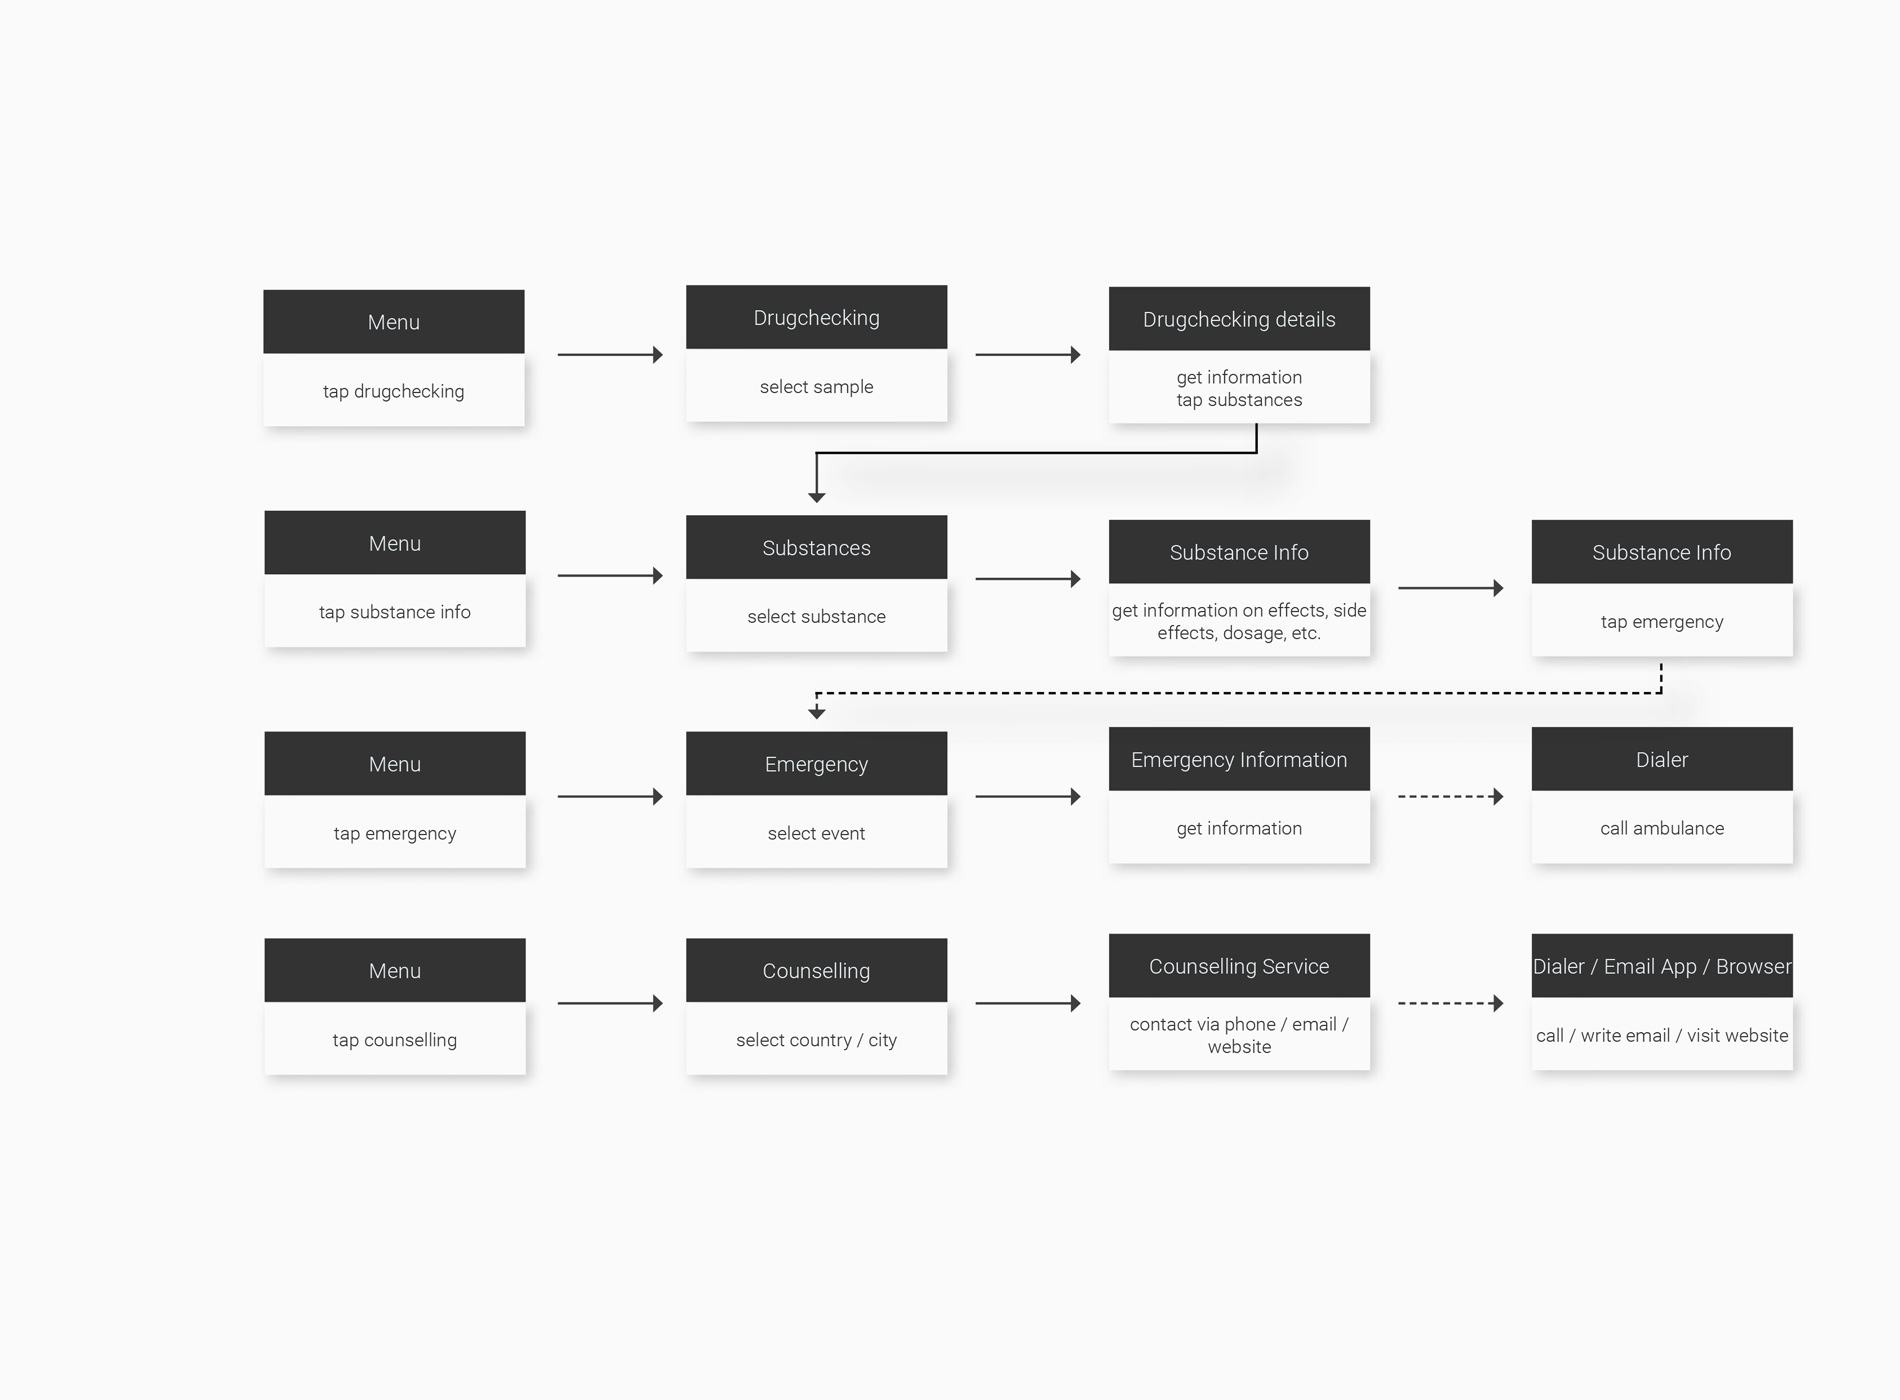 Menu
tap drugchecking
Drugchecking
select sample
Drugchecking details
get information
tap substances
Menu
tap substance info
Substances
select substance
Substance Info
get information on effects, side
effects, dosage, etc.
Substance Info
tap emergency
Menu
tap emergency
Emergency
select event
Emergency Information
get information
Dialer
call ambulance
Menu
tap counselling
Counselling
select country / city
Counselling Service
contact via phone / email /
website
Dialer / Email App / Browser
call / write email / visit website